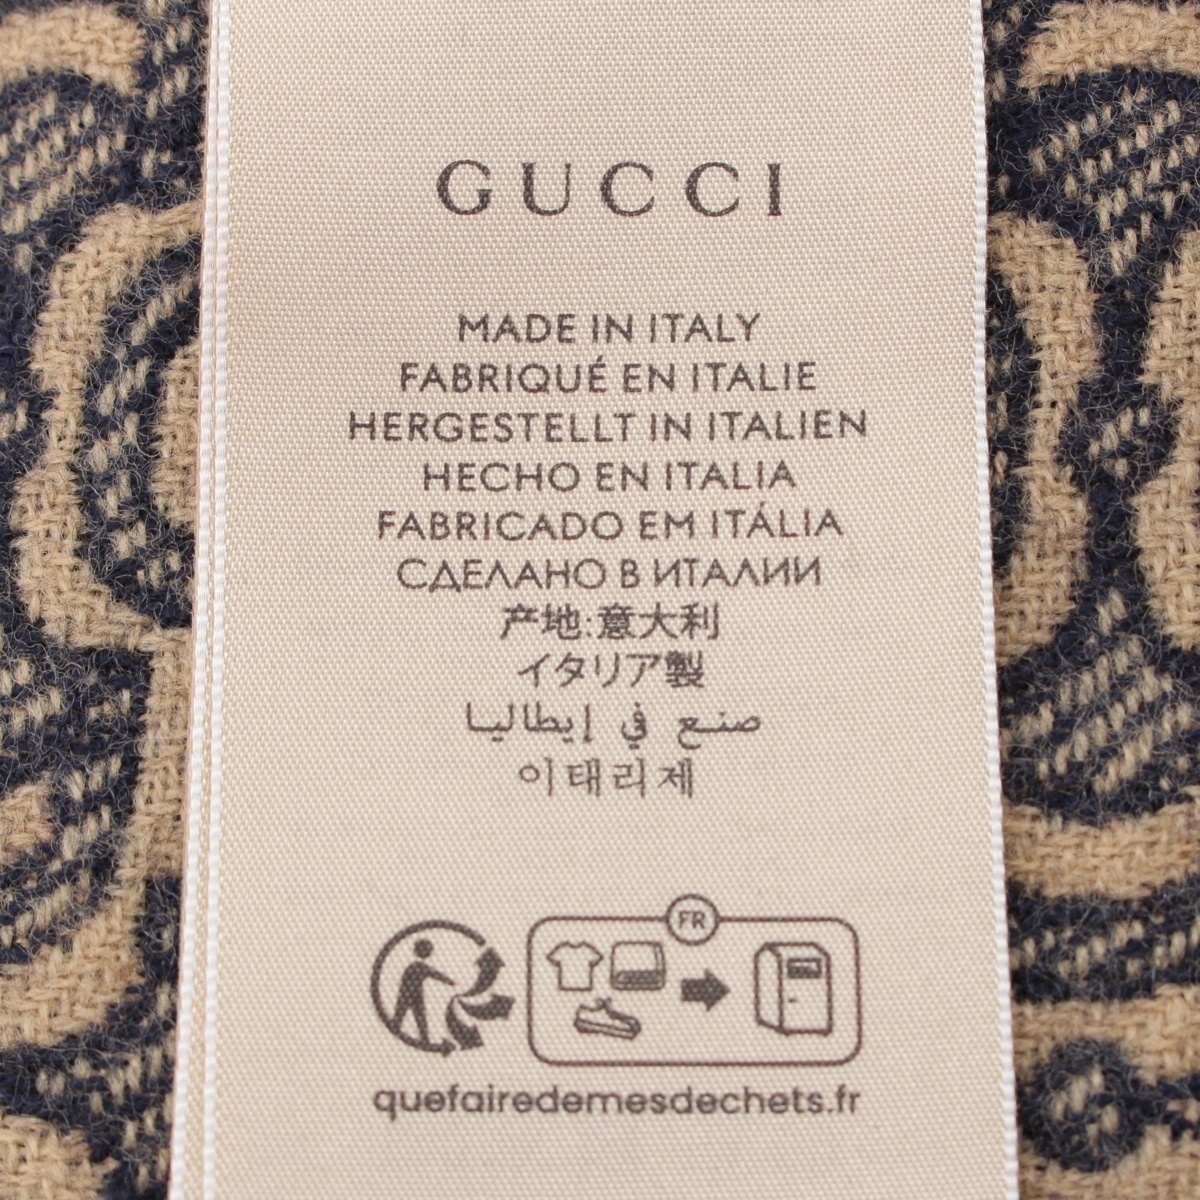 GUCCI
MADE IN ITALY
FABRIQUÉ EN ITALIE
HERGESTELLT IN ITALIEN
HECHO EN ITALIA
FABRICADO EM ITÁLIA
СДЕЛАНО В ИТАЛИИ
产地:意大利
イタリア製
صنع في إيطاليا
이태리제
FR
quefairedemesdechets.fr